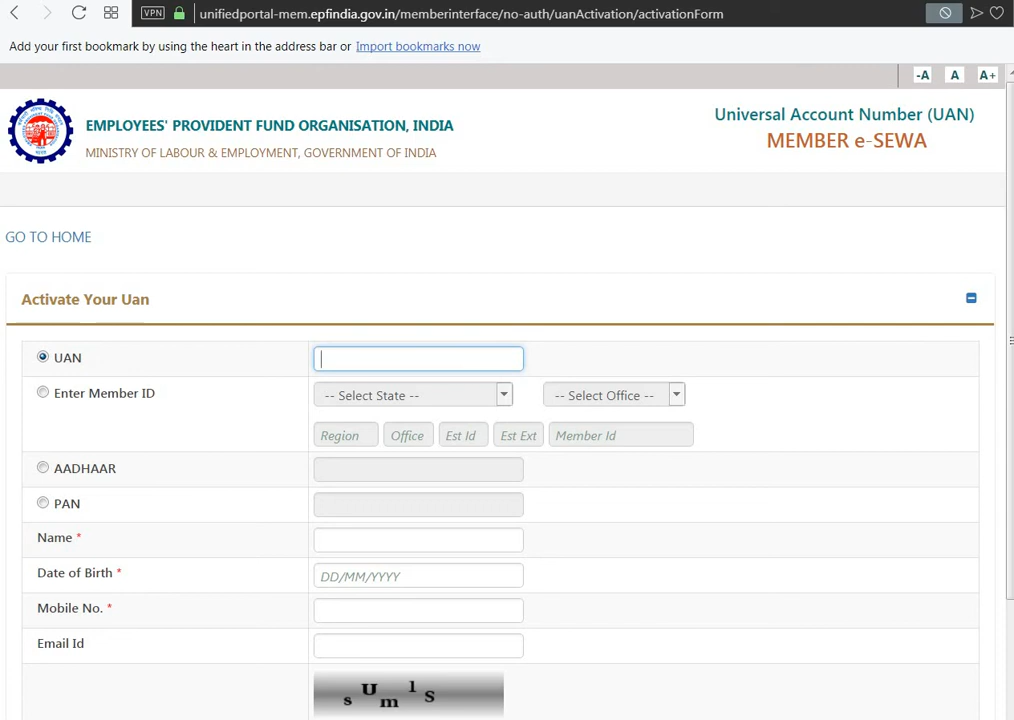 VPN unifiedportal-mem.epfindia.gov.in/memberinterface/no-auth/uanActivation/activationForm
Add your first bookmark by using the heart in the address bar or Import bookmarks now
-A A A+
EMPLOYEES' PROVIDENT FUND ORGANISATION, INDIA
MINISTRY OF LABOUR & EMPLOYMENT, GOVERNMENT OF INDIA
Universal Account Number (UAN)
MEMBER e-SEWA
GO TO HOME
Activate Your Uan
UAN
Enter Member ID -- Select State -- -- Select Office --
Region Office Est Id Est Ext Member Id
AADHAAR
PAN
Name *
Date of Birth * DD/MM/YYYY
Mobile No. *
Email Id